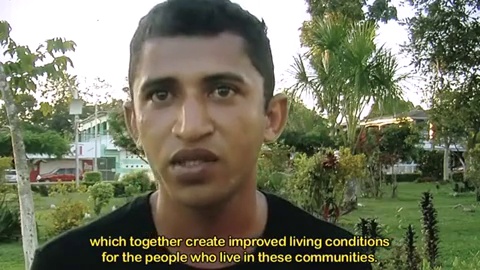 which together create improved living conditions
for the people who live in these communities.